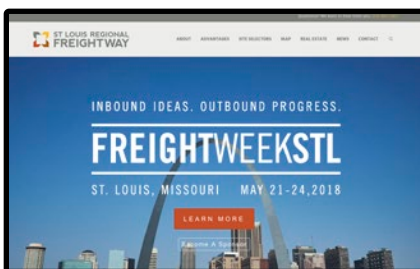 ST LOUIS REGIONAL
FREIGHTWAY
ABOUT ADVANTAGES SITE SELECTORS MAP REAL ESTATE NEWS CONTACT
INBOUND IDEAS. OUTBOUND PROGRESS.
FREIGHTWEEKSTL
ST. LOUIS, MISSOURI MAY 21-24, 2018
LEARN MORE
Become A Sponsor